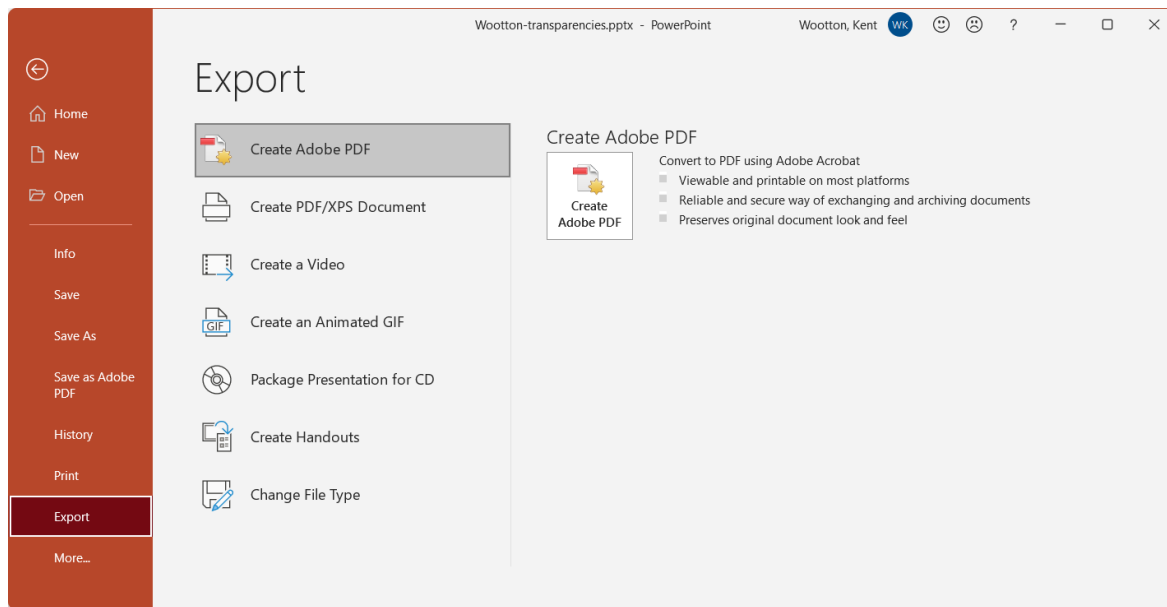 Wootton-transparencies.pptx - PowerPoint
Wootton, Kent
WK
?
Export
Home
New
Open
Info
Save
Save As
Save as Adobe
PDF
History
Print
Export
More...
Create Adobe PDF
Create PDF/XPS Document
Create a Video
GIF
Create an Animated GIF
Package Presentation for CD
Create Handouts
Change File Type
Create Adobe PDF
Create
Adobe PDF
Convert to PDF using Adobe Acrobat
Viewable and printable on most platforms
Reliable and secure way of exchanging and archiving documents
Preserves original document look and feel